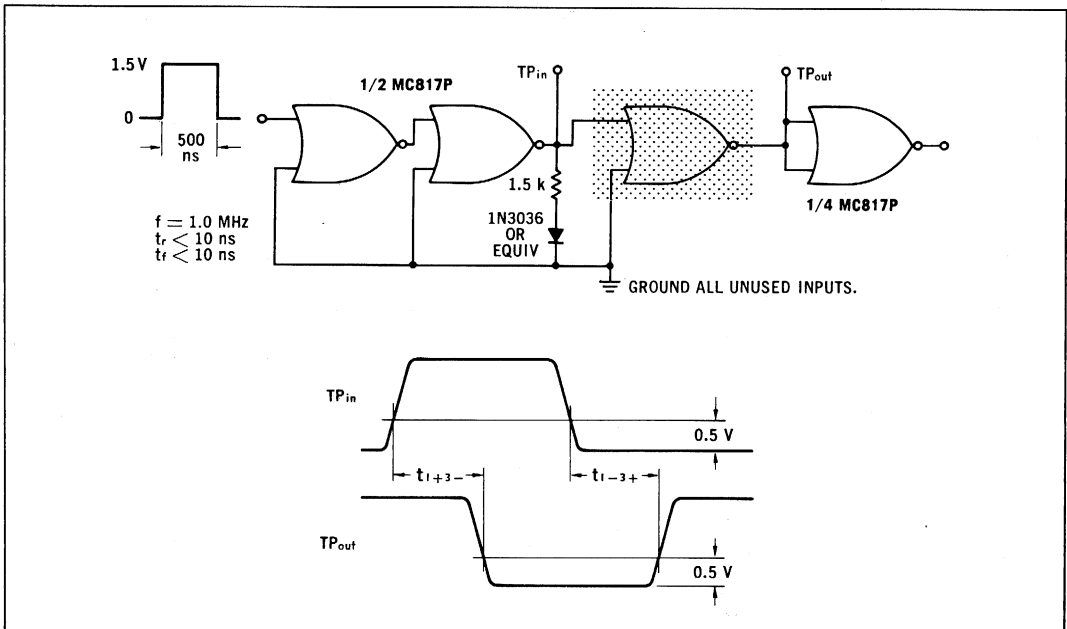 1.5 V
0
500
ns
1/2 MC817P
TPin
TPout
1.5 k
1N3036
OR
EQUIV
1/4 MC817P
f = 1.0 MHz
tr < 10 ns
tf < 10 ns
GROUND ALL UNUSED INPUTS.
TPin
0.5 V
t1+3-
t1-3+
TPout
0.5 V